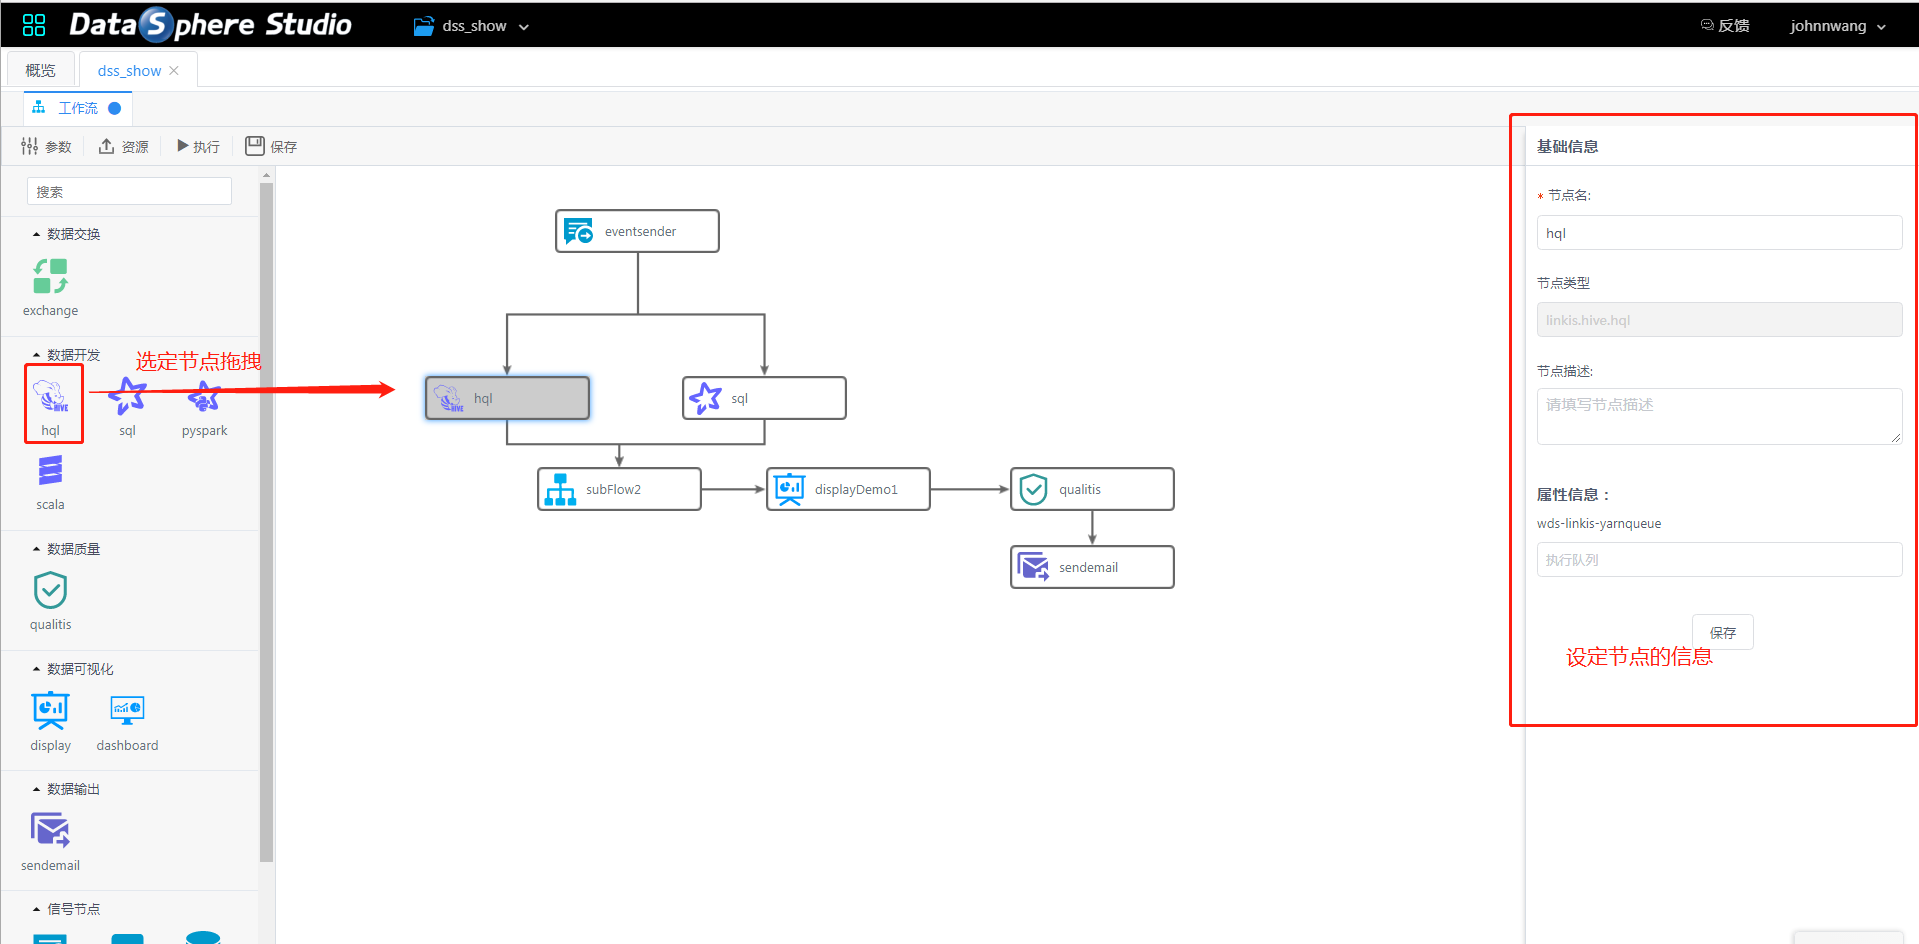 DataSphere Studio
dss_show
反馈
johnnwang
概览
dss_show
工作流
参数
资源
执行
保存
搜索
数据交换
exchange
数据开发
选定节点拖拽
HIVE
hql
sql
pyspark
scala
数据质量
qualitis
数据可视化
display
dashboard
数据输出
sendemail
信号节点
eventsender
HIVE
hql
sql
subFlow2
displayDemo1
qualitis
sendemail
基础信息
* 节点名:
hql
节点类型
linkis.hive.hql
节点描述:
请填写节点描述
属性信息：
wds-linkis-yarnqueue
执行队列
保存
设定节点的信息